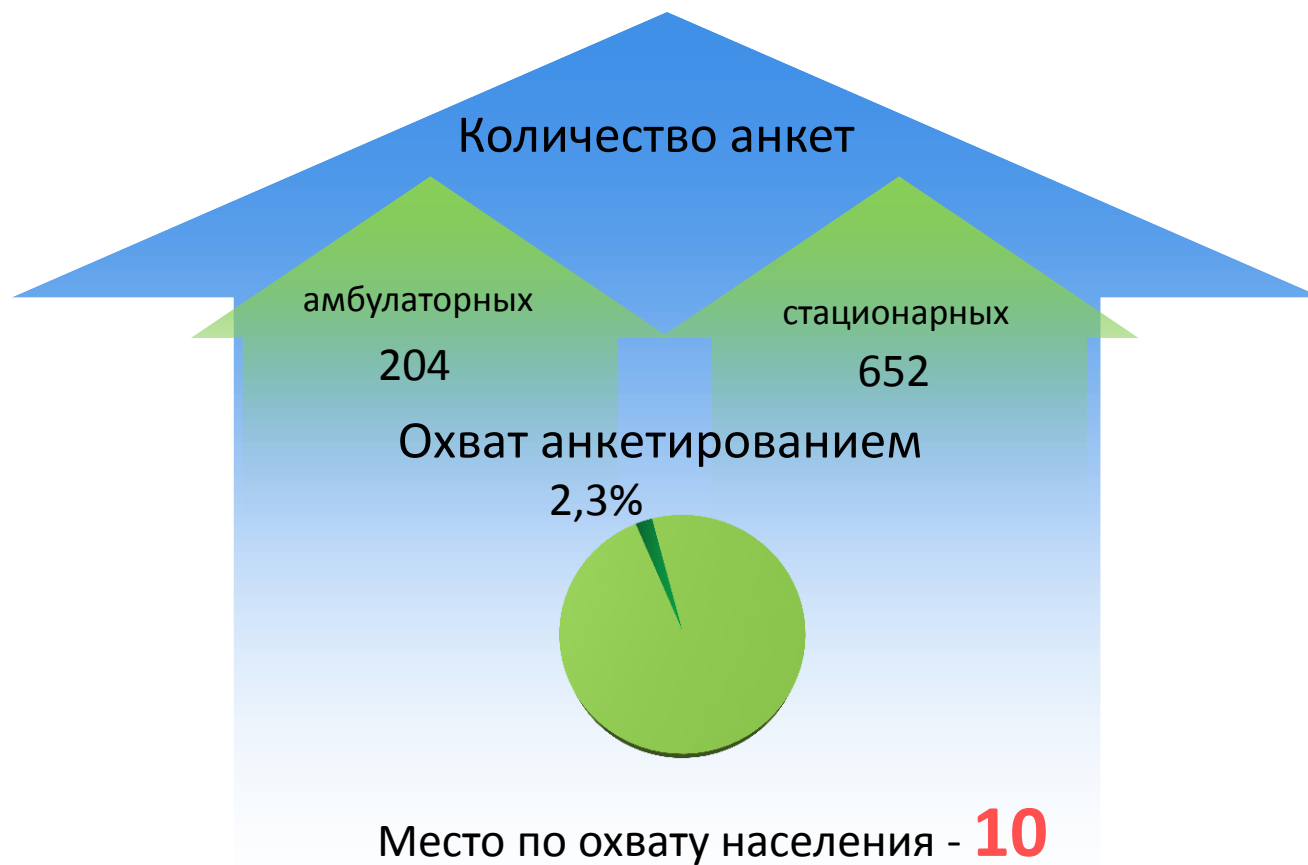 Количество анкет
амбулаторных
204
стационарных
652
Охват анкетированием
2,3%
Место по охвату населения - 10